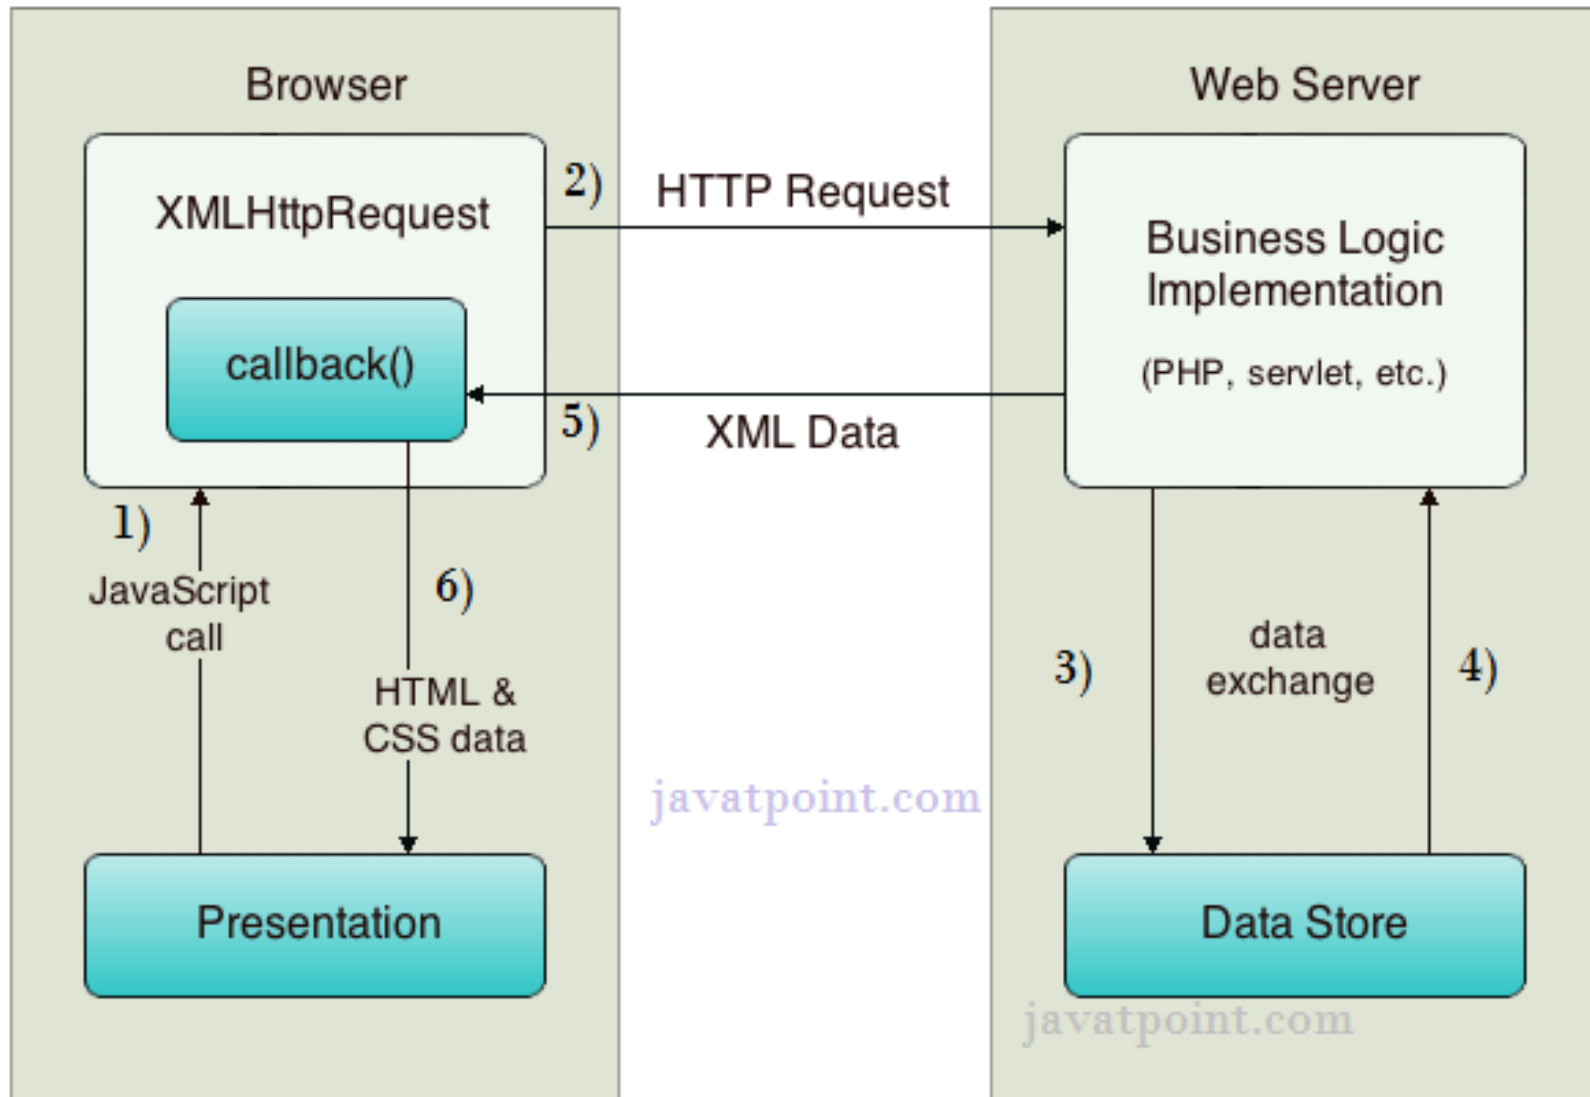 Browser
Web Server
XMLHttpRequest
2)
HTTP Request
Business Logic
Implementation
(PHP, servlet, etc.)
callback()
5)
XML Data
1)
JavaScript
call
6)
HTML &
CSS data
3)
data
exchange
4)
javatpoint.com
Presentation
Data Store
javatpoint.com